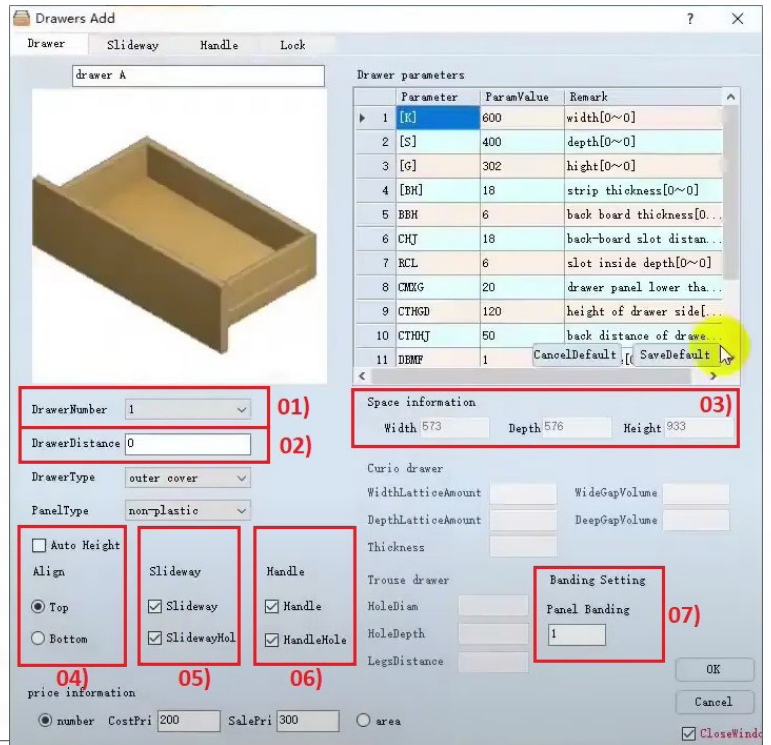 Drawers Add ? ×
Drawer Slideway Handle Lock
drawer A
Drawer parameters
Parameter ParamValue Remark
1 [K] 600 width[0~0]
2 [S] 400 depth[0~0]
3 [G] 302 hight[0~0]
4 [BH] 18 strip thickness[0~0]
5 BBH 6 back board thickness[0...
6 CHJ 18 back-board slot distan...
7 RCL 6 slot inside depth[0~0]
8 CMXG 20 drawer panel lower tha...
9 CTHGD 120 height of drawer side[...
10 CTHHJ 50 back distance of drawe...
11 DBMF 1
CancelDefault SaveDefault
DrawerNumber 1 01)
DrawerDistance 0 02)
Space information 03)
Width 573 Depth 576 Height 933
DrawerType outer cover
PanelType non-plastic
Curio drawer
WidthLatticeAmount WideGapVolume
DepthLatticeAmount DeepGapVolume
Thickness
Auto Height
Align Slideway Handle
Top Slideway Handle
Bottom SlidewayHol HandleHole
04) 05) 06)
Trouse drawer
HoleDiam
HoleDepth
LegsDistance
Banding Setting
Panel Banding
1 07)
OK
Cancel
price information
number CostPri 200 SalePri 300 area
CloseWindo